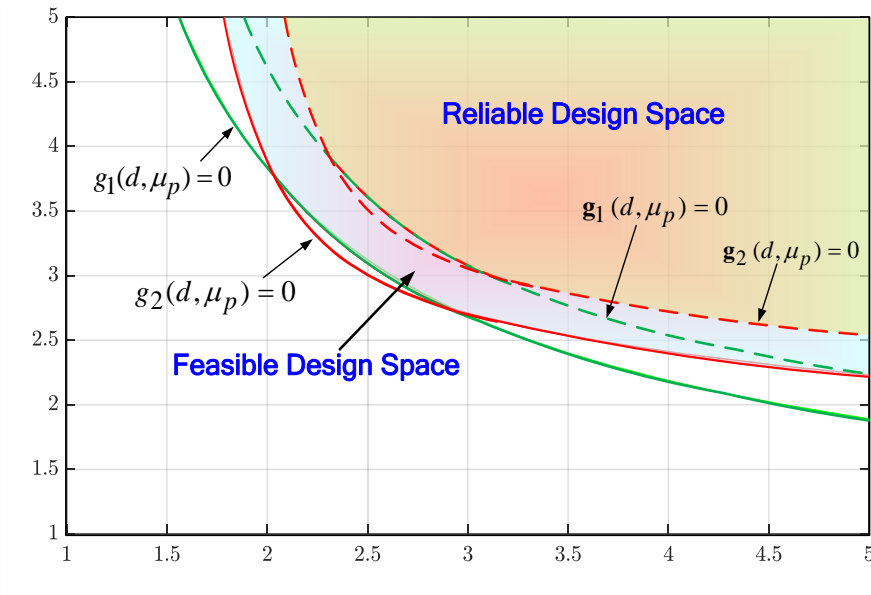 5
4.5
4
3.5
3
2.5
2
1.5
1
Reliable Design Space
g₁(d,μₚ)=0
𝐠₁(d,μₚ)=0
𝐠₂(d,μₚ)=0
g₂(d,μₚ)=0
Feasible Design Space
1 1.5 2 2.5 3 3.5 4 4.5 5